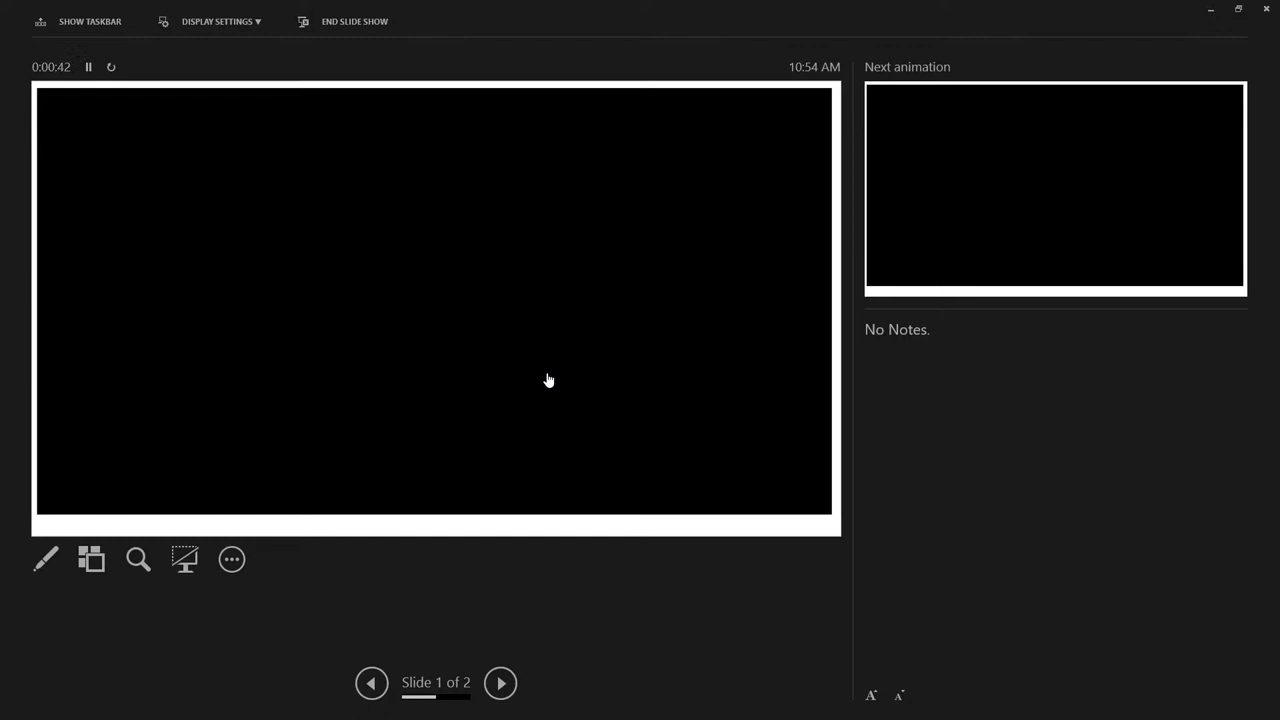 SHOW TASKBAR
DISPLAY SETTINGS ▾
END SLIDE SHOW
0:00:42
10:54 AM
Next animation
No Notes.
Slide 1 of 2
A A